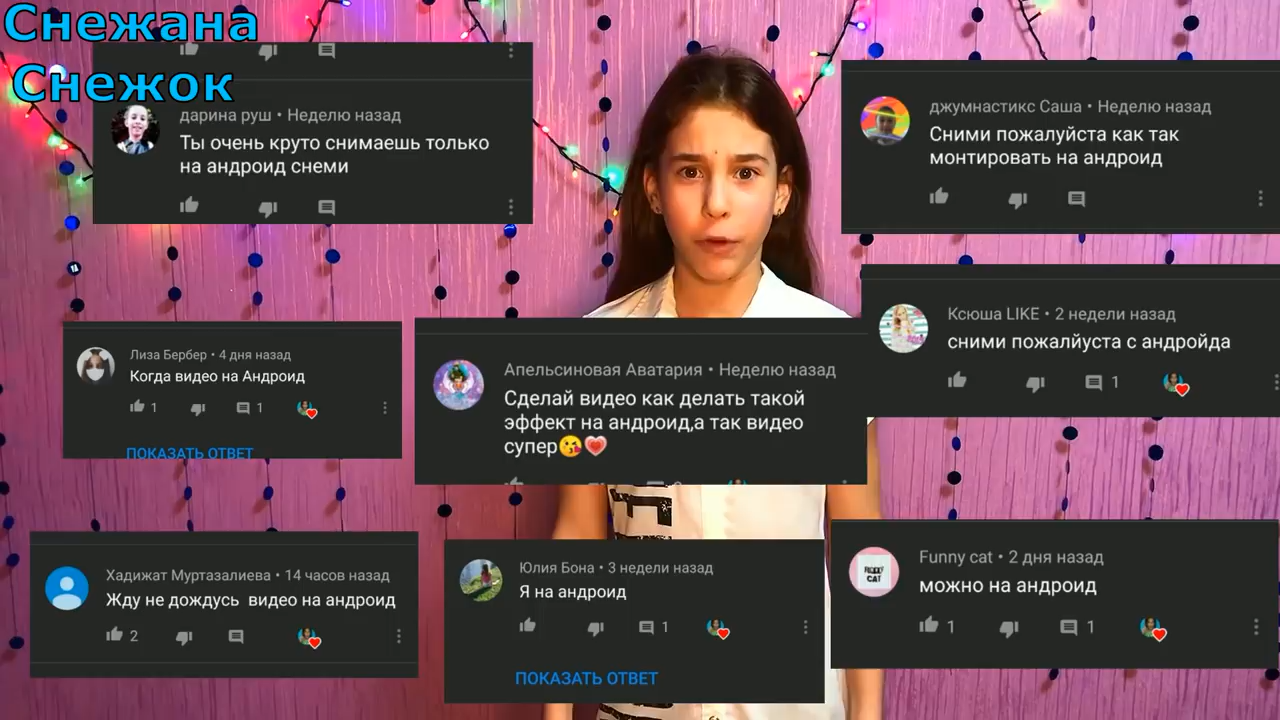 Снежана
Снежок
дарина руш • Неделю назад
Ты очень круто снимаешь только
на андроид снеми
джумнастикс Саша • Неделю назад
Сними пожалуйста как так
монтировать на андроид
Ксюша LIKE • 2 недели назад
сними пожалйуста с андройда
1
Лиза Бербер • 4 дня назад
Когда видео на Андроид
1 1
ПОКАЗАТЬ ОТВЕТ
Апельсиновая Аватария • Неделю назад
Сделай видео как делать такой
эффект на андроид,а так видео
супер😘💗
Хадижат Муртазалиева • 14 часов назад
Жду не дождусь видео на андроид
2
Юлия Бона • 3 недели назад
Я на андроид
1
ПОКАЗАТЬ ОТВЕТ
Funny cat • 2 дня назад
можно на андроид
1 1